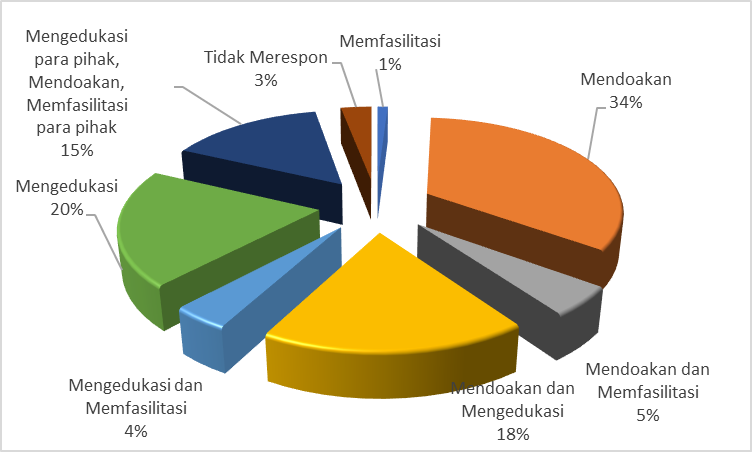 Mengedukasi
para pihak,
Mendoakan,
Memfasilitasi
para pihak
15%
Tidak Merespon
3%
Memfasilitasi
1%
Mendoakan
34%
Mengedukasi
20%
Mengedukasi dan
Memfasilitasi
4%
Mendoakan dan
Mengedukasi
18%
Mendoakan dan
Memfasilitasi
5%